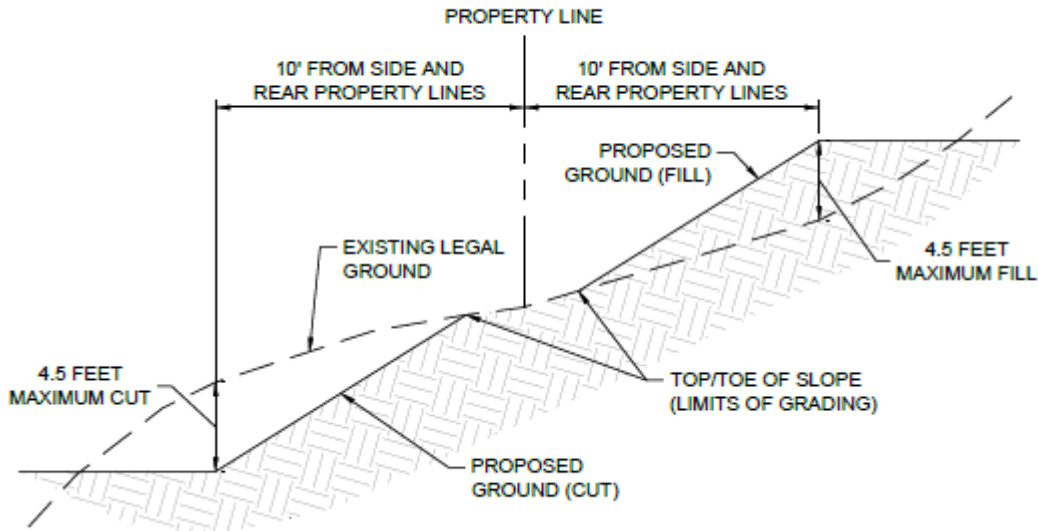 PROPERTY LINE
10' FROM SIDE AND
REAR PROPERTY LINES
10' FROM SIDE AND
REAR PROPERTY LINES
PROPOSED
GROUND (FILL)
EXISTING LEGAL
GROUND
4.5 FEET
MAXIMUM FILL
4.5 FEET
MAXIMUM CUT
TOP/TOE OF SLOPE
(LIMITS OF GRADING)
PROPOSED
GROUND (CUT)